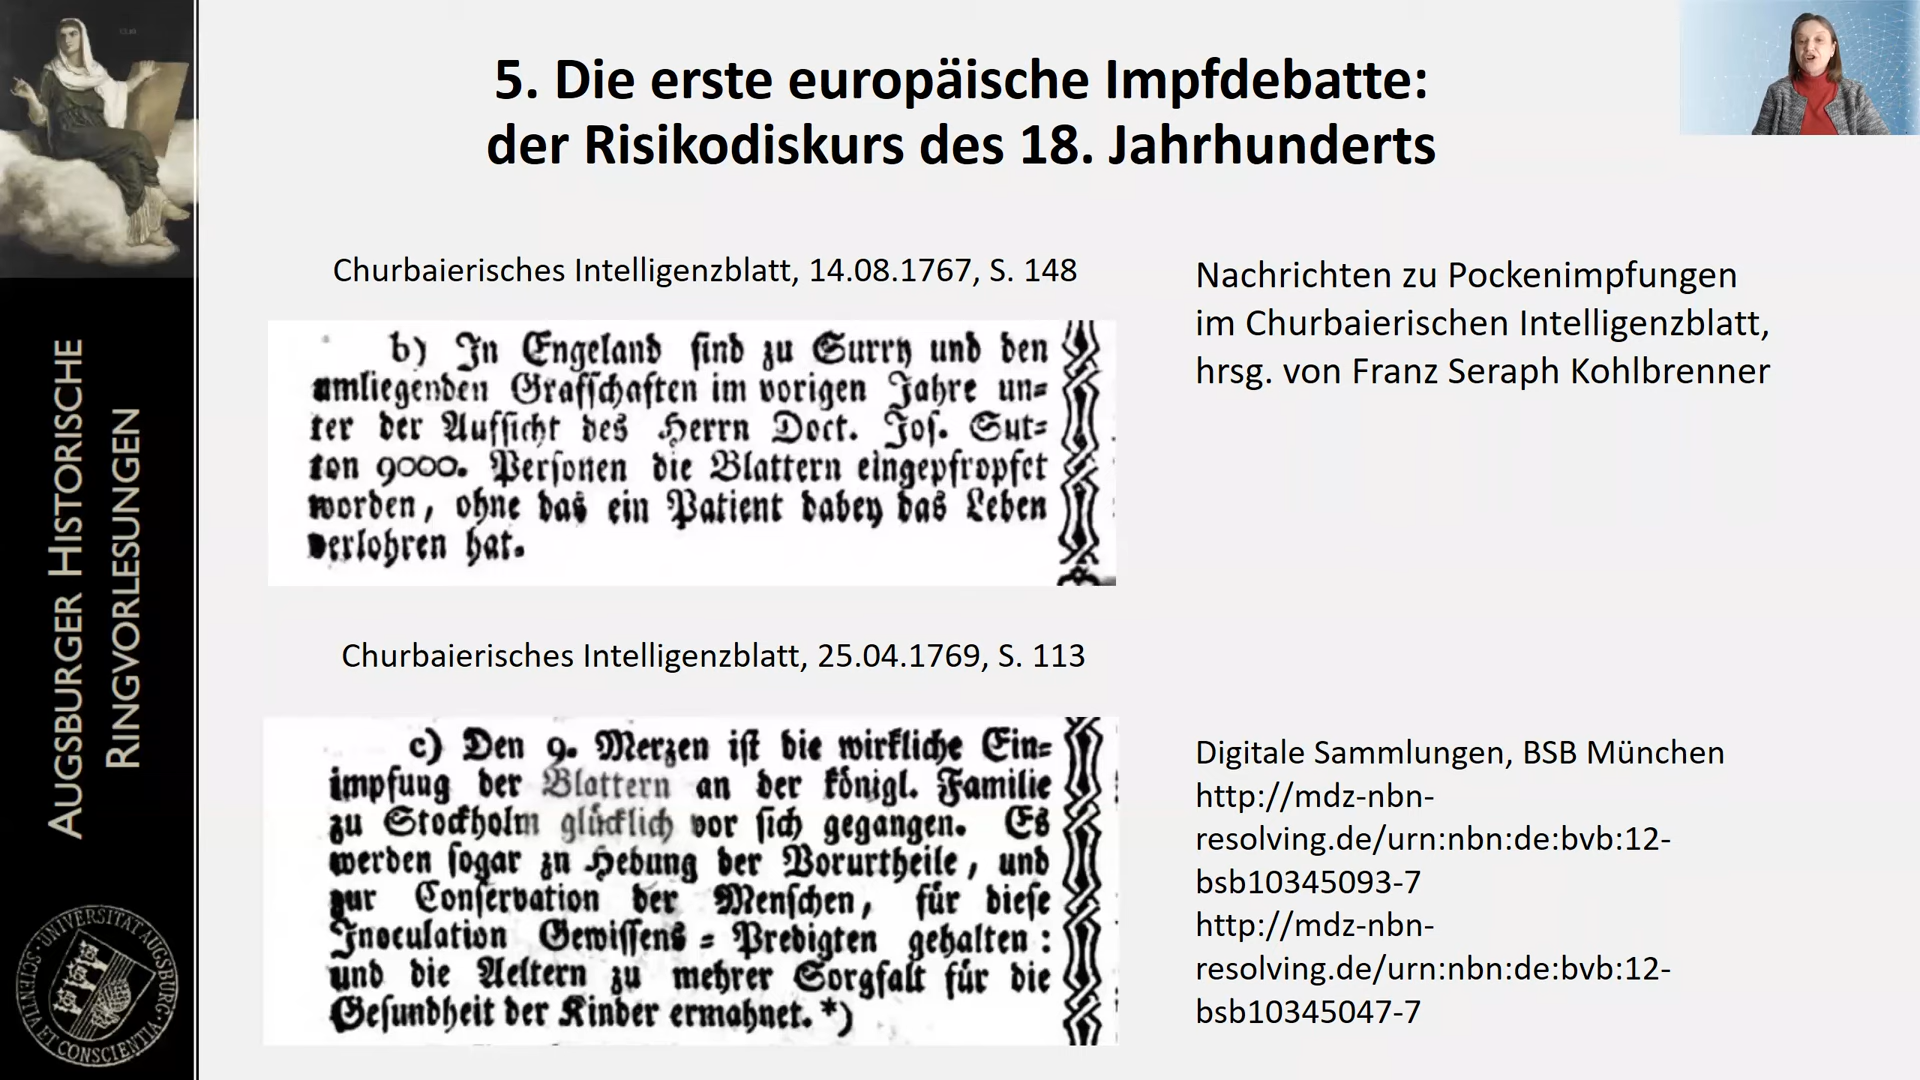 5. Die erste europäische Impfdebatte:
der Risikodiskurs des 18. Jahrhunderts
Churbaierisches Intelligenzblatt, 14.08.1767, S. 148
b) In Engeland sind zu Surry und den
umliegenden Grafschaften im vorigen Jahre un=
ter der Aufsicht des Herrn Doct. Jos. Sut=
ton 9000. Personen die Blattern eingepfropfet
worden, ohne das ein Patient dabey das Leben
verlohren hat.
Churbaierisches Intelligenzblatt, 25.04.1769, S. 113
c) Den 9. Merzen ist die wirkliche Ein=
impfung der Blattern an der königl. Familie
zu Stockholm glücklich vor sich gegangen. Es
werden sogar zu Hebung der Vorurtheile, und
zur Conservation der Menschen, für diese
Inoculation Gewissens = Predigten gehalten:
und die Aeltern zu mehrer Sorgfalt für die
Gesundheit der Kinder ermahnet. *)
Nachrichten zu Pockenimpfungen
im Churbaierischen Intelligenzblatt,
hrsg. von Franz Seraph Kohlbrenner
Digitale Sammlungen, BSB München
http://mdz-nbn-
resolving.de/urn:nbn:de:bvb:12-
bsb10345093-7
http://mdz-nbn-
resolving.de/urn:nbn:de:bvb:12-
bsb10345047-7
AUGSBURGER HISTORISCHE
RINGVORLESUNGEN
UNIVERSITAT AUGSBURG
SCIENTIA ET CONSCIENTIA